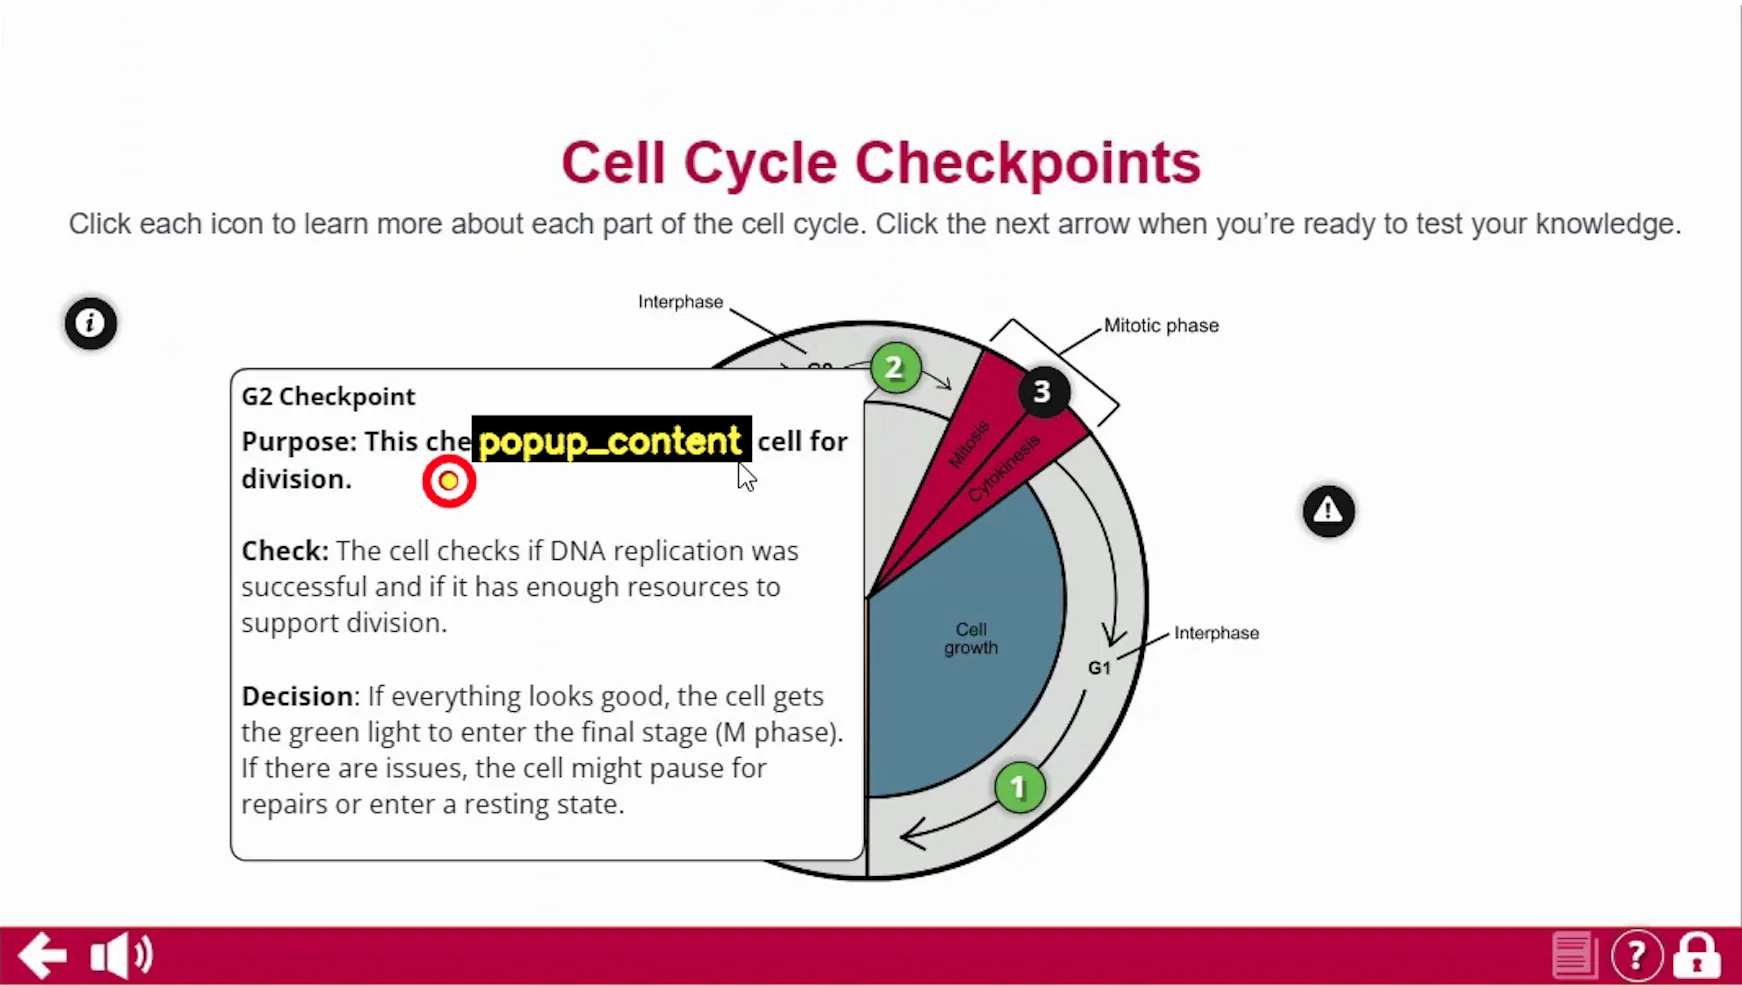 Cell Cycle Checkpoints
Click each icon to learn more about each part of the cell cycle. Click the next arrow when you’re ready to test your knowledge.
Interphase
Mitotic phase
2
3
G2 Checkpoint
Purpose: This che popup_content cell for
division.
Mitosis
Cytokinesis
Check: The cell checks if DNA replication was
successful and if it has enough resources to
support division.
Cell
growth
Interphase
G1
Decision: If everything looks good, the cell gets
the green light to enter the final stage (M phase).
If there are issues, the cell might pause for
repairs or enter a resting state.
1